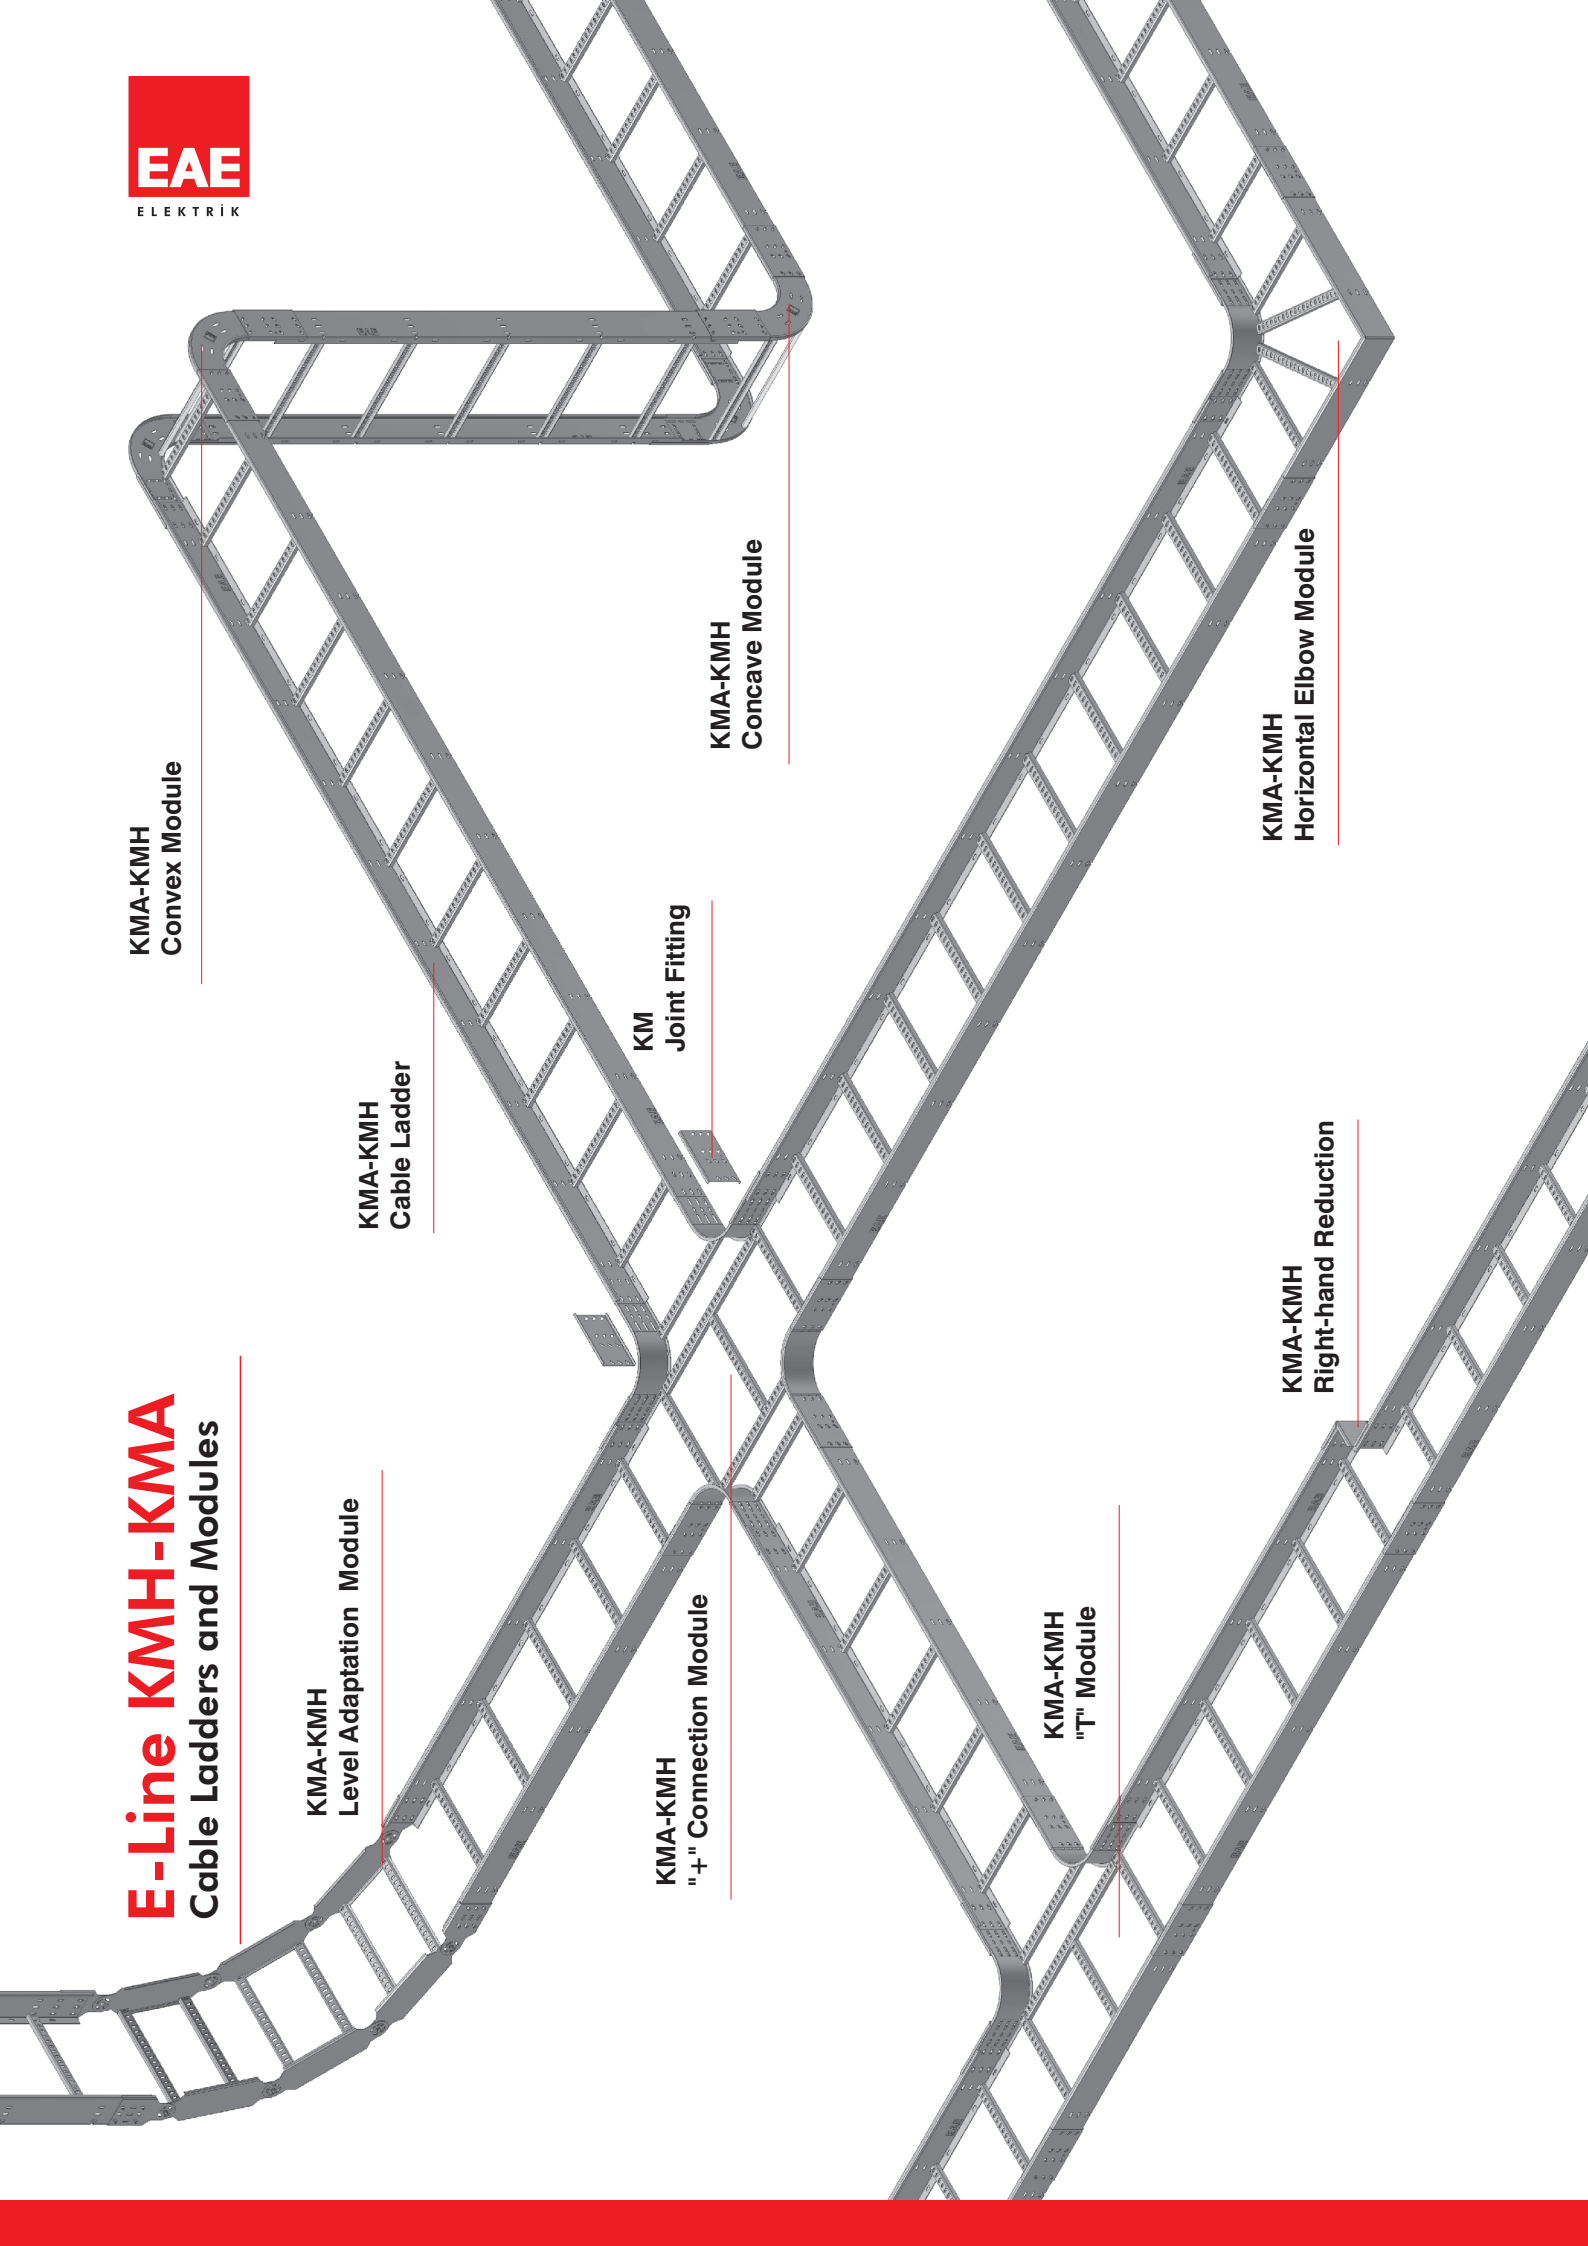 EAE
ELEKTRİK
E-Line KMH-KMA
Cable Ladders and Modules
KMA-KMH
Convex Module
KMA-KMH
Cable Ladder
KMA-KMH
Level Adaptation Module
KM
Joint Fitting
KMA-KMH
Concave Module
KMA-KMH
"+" Connection Module
KMA-KMH
"T" Module
KMA-KMH
Horizontal Elbow Module
KMA-KMH
Right-hand Reduction